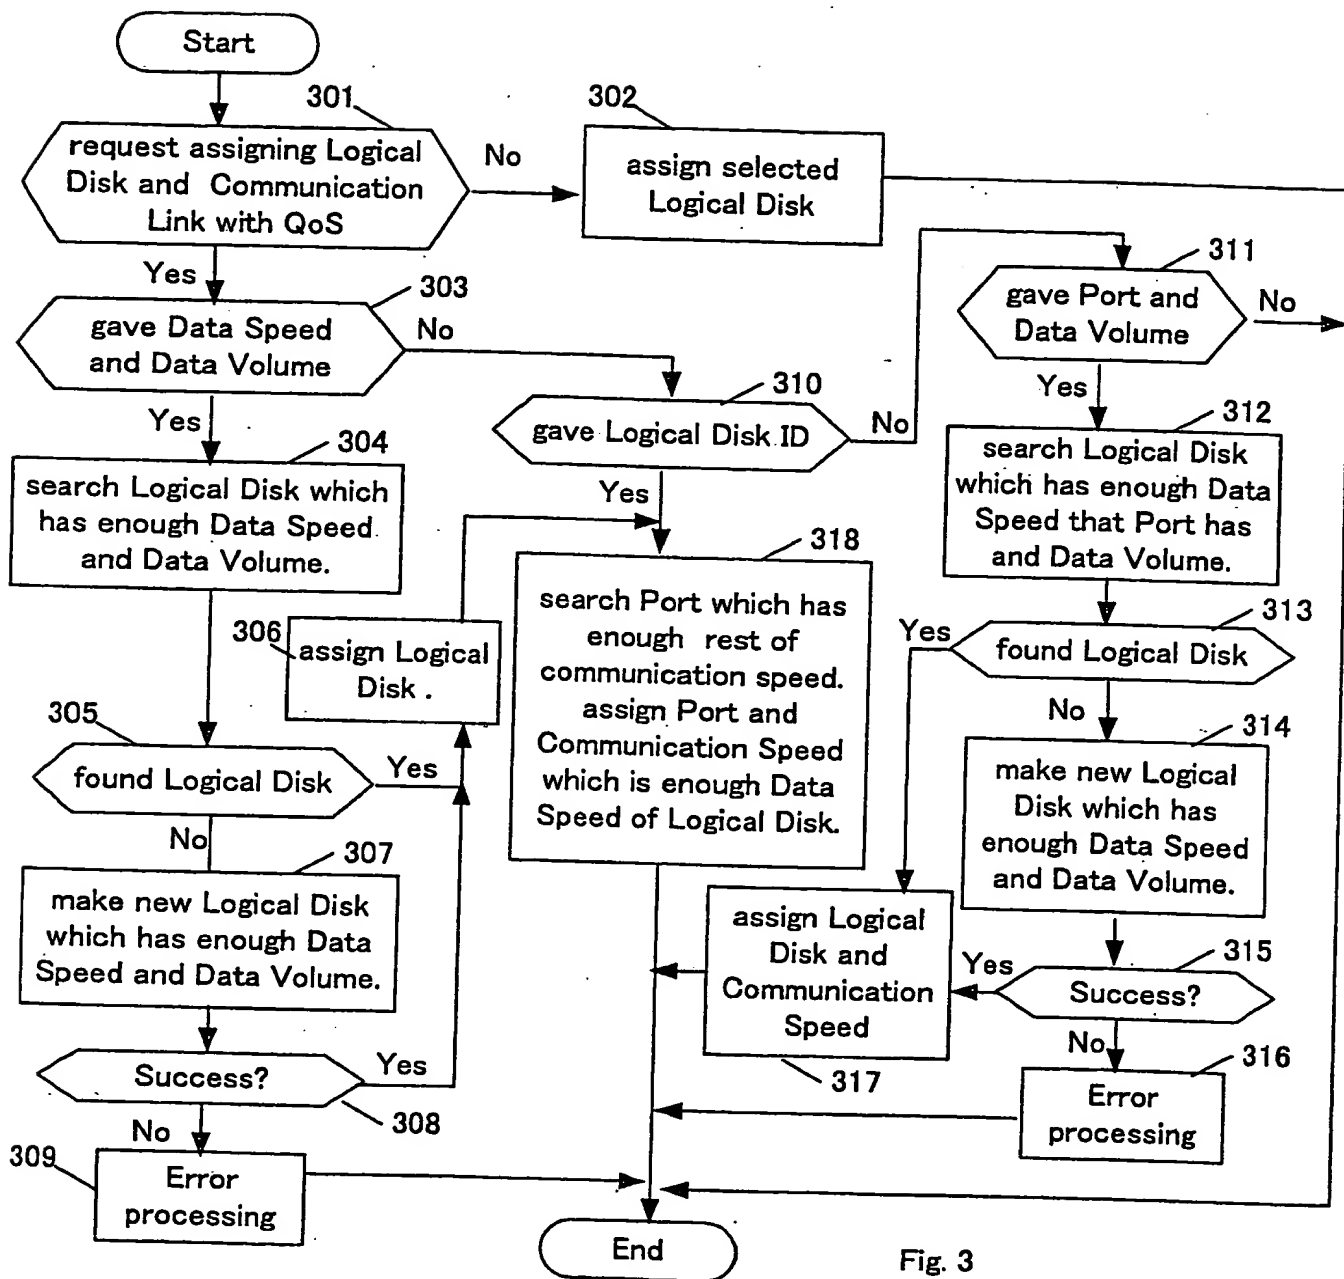 Start
301
request assigning Logical
Disk and Communication
Link with QoS
No
302
assign selected
Logical Disk
Yes
303
gave Data Speed
and Data Volume
No
311
gave Port and
Data Volume
No
Yes
310
gave Logical Disk ID
No
Yes
304
search Logical Disk which
has enough Data Speed
and Data Volume.
Yes
312
search Logical Disk
which has enough Data
Speed that Port has
and Data Volume.
306
assign Logical
Disk .
318
search Port which has
enough rest of
communication speed.
assign Port and
Communication Speed
which is enough Data
Speed of Logical Disk.
313
Yes
found Logical Disk
No
305
found Logical Disk
Yes
No
314
make new Logical
Disk which has
enough Data Speed
and Data Volume.
307
make new Logical Disk
which has enough Data
Speed and Data Volume.
assign Logical
Disk and
Communication
Speed
317
315
Yes
Success?
No
316
Error
processing
Success?
Yes
308
No
309
Error
processing
End
Fig. 3